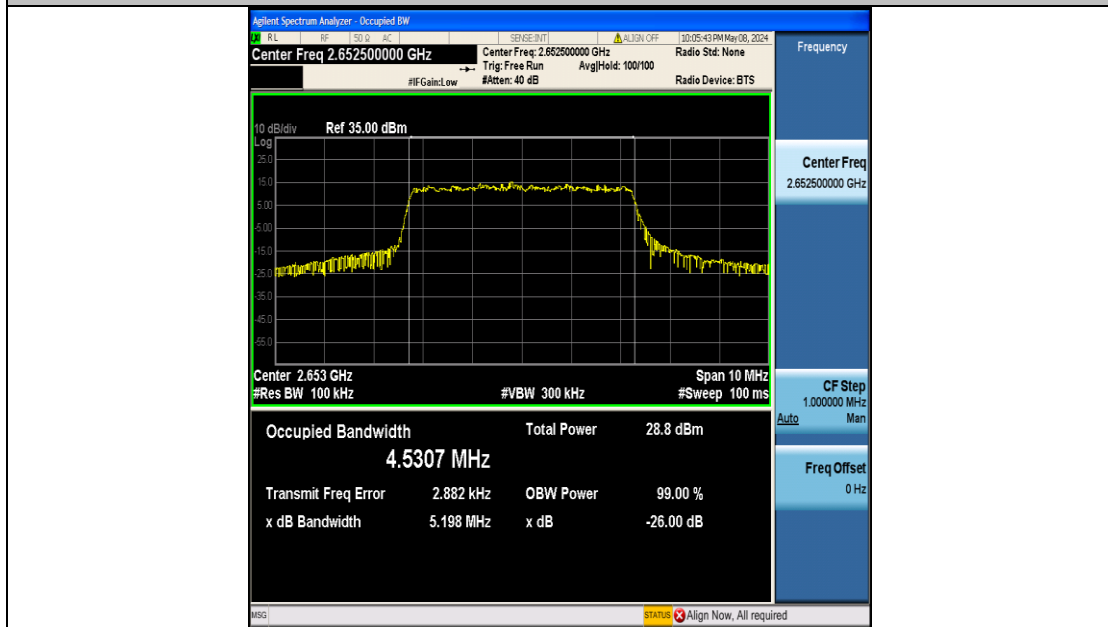 Agilent Spectrum Analyzer - Occupied BW
LXI RL RF 50 Ω AC SENSE:INT ALIGN OFF 10:05:43 PM May 08, 2024
Center Freq 2.652500000 GHz
Center Freq: 2.652500000 GHz
Radio Std: None
Trig: Free Run Avg|Hold: 100/100
#IFGain:Low
#Atten: 40 dB
Radio Device: BTS
10 dB/div Ref 35.00 dBm
Log
25.0
15.0
5.00
-5.00
-15.0
-25.0
-35.0
-45.0
-55.0
Center 2.653 GHz Span 10 MHz
#Res BW 100 kHz #VBW 300 kHz #Sweep 100 ms
Occupied Bandwidth Total Power 28.8 dBm
4.5307 MHz
Transmit Freq Error 2.882 kHz OBW Power 99.00 %
x dB Bandwidth 5.198 MHz x dB -26.00 dB
Frequency
Center Freq
2.652500000 GHz
CF Step
1.000000 MHz
Auto Man
Freq Offset
0 Hz
MSG STATUS Align Now, All required